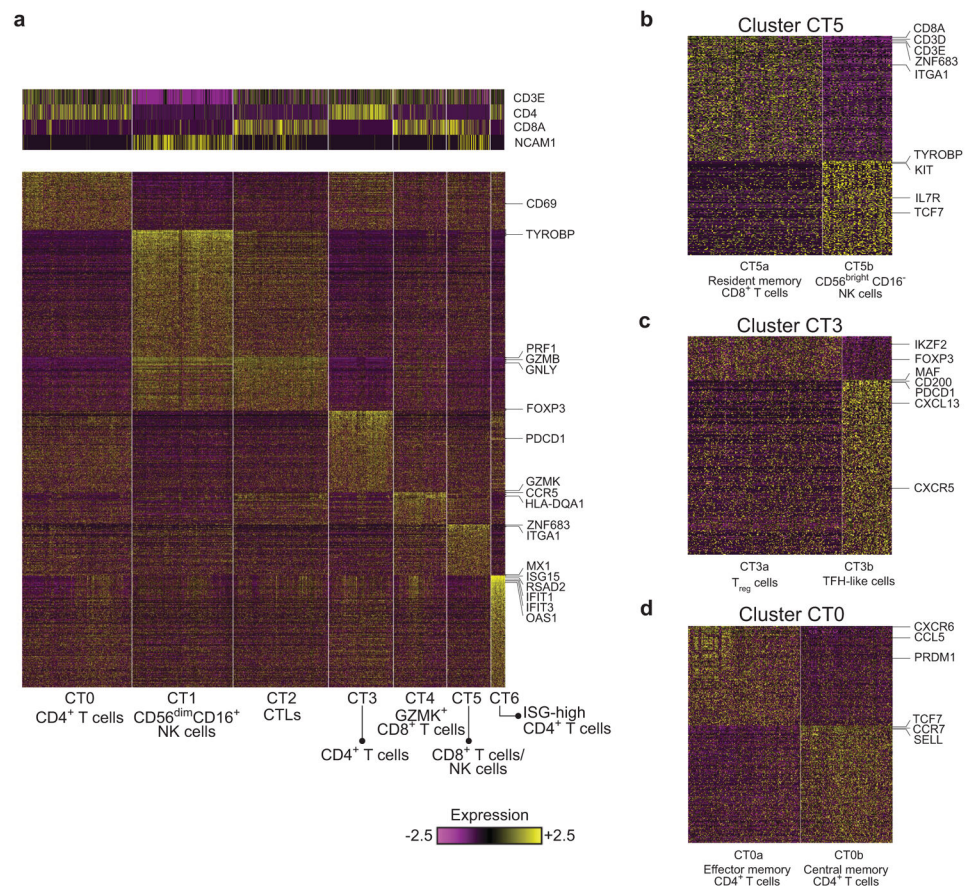 a
CD3E
CD4
CD8A
NCAM1
CD69
TYROBP
PRF1
GZMB
GNLY
FOXP3
PDCD1
GZMK
CCR5
HLA-DQA1
ZNF683
ITGA1
MX1
ISG15
RSAD2
IFIT1
IFIT3
OAS1
CT0
CD4+ T cells
CT1
CD56dimCD16+
NK cells
CT2
CTLs
CT3
CD4+ T cells
CT4
GZMK+
CD8+ T cells
CT5
CD8+ T cells/
NK cells
CT6
ISG-high
CD4+ T cells
Expression
-2.5
+2.5
b
Cluster CT5
CD8A
CD3D
CD3E
ZNF683
ITGA1
TYROBP
KIT
IL7R
TCF7
CT5a
Resident memory
CD8+ T cells
CT5b
CD56bright CD16-
NK cells
c
Cluster CT3
IKZF2
FOXP3
MAF
CD200
PDCD1
CXCL13
CXCR5
CT3a
Treg cells
CT3b
TFH-like cells
d
Cluster CT0
CXCR6
CCL5
PRDM1
TCF7
CCR7
SELL
CT0a
Effector memory
CD4+ T cells
CT0b
Central memory
CD4+ T cells